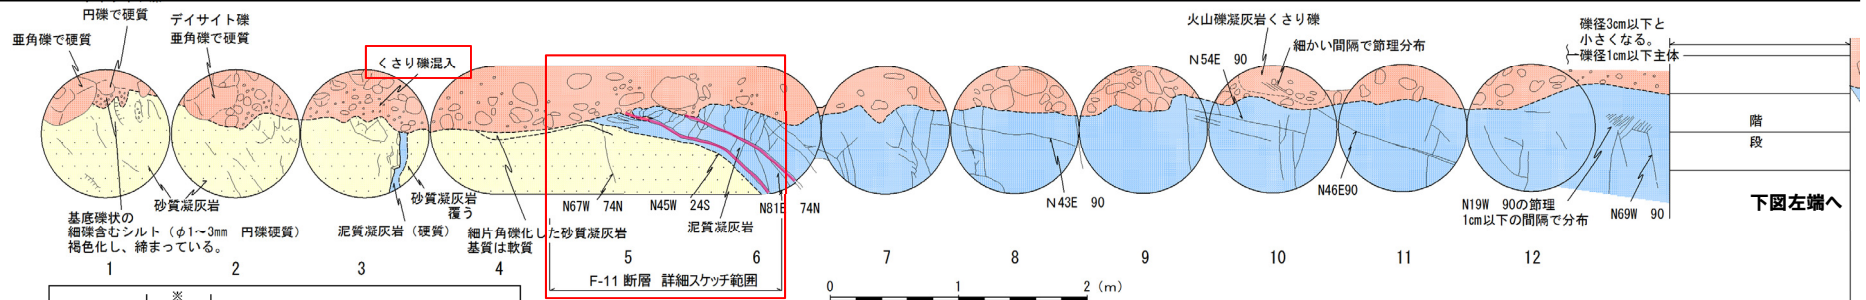 円礫で硬質
亜角礫で硬質
デイサイト礫
亜角礫で硬質
くさり礫混入
火山礫凝灰岩くさり礫
細かい間隔で節理分布
N54E 90
礫径3cm以下と
小さくなる。
礫径1cm以下主体
階
段
下図左端へ
砂質凝灰岩
基底礫状の
細礫含むシルト（φ1～3mm 円礫硬質）
褐色化し、締まっている。
泥質凝灰岩（硬質）
砂質凝灰岩
覆う
細片角礫化した砂質凝灰岩
基質は軟質
N67W 74N
N45W 24S
泥質凝灰岩
N81E 74N
N43E 90
N46E90
N19W 90の節理
1cm以下の間隔で分布
N69W 90
1
2
3
4
5
6
7
8
9
10
11
12
F-11 断層 詳細スケッチ範囲
0
1
2（m）
※